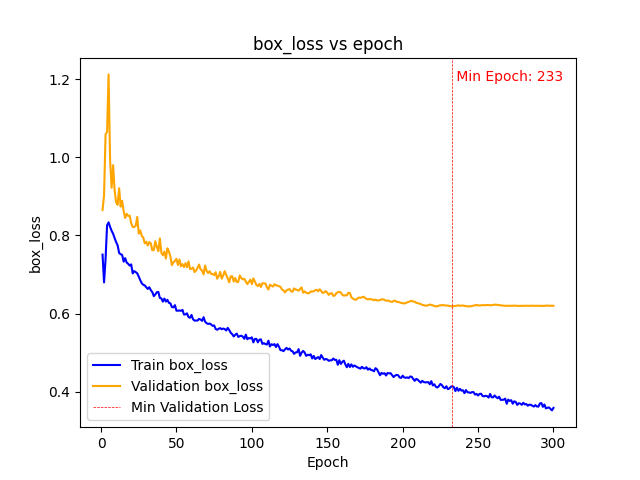 box_loss vs epoch
Min Epoch: 233
1.2
1.0
0.8
0.6
0.4
box_loss
Train box_loss
Validation box_loss
Min Validation Loss
0 50 100 150 200 250 300
Epoch